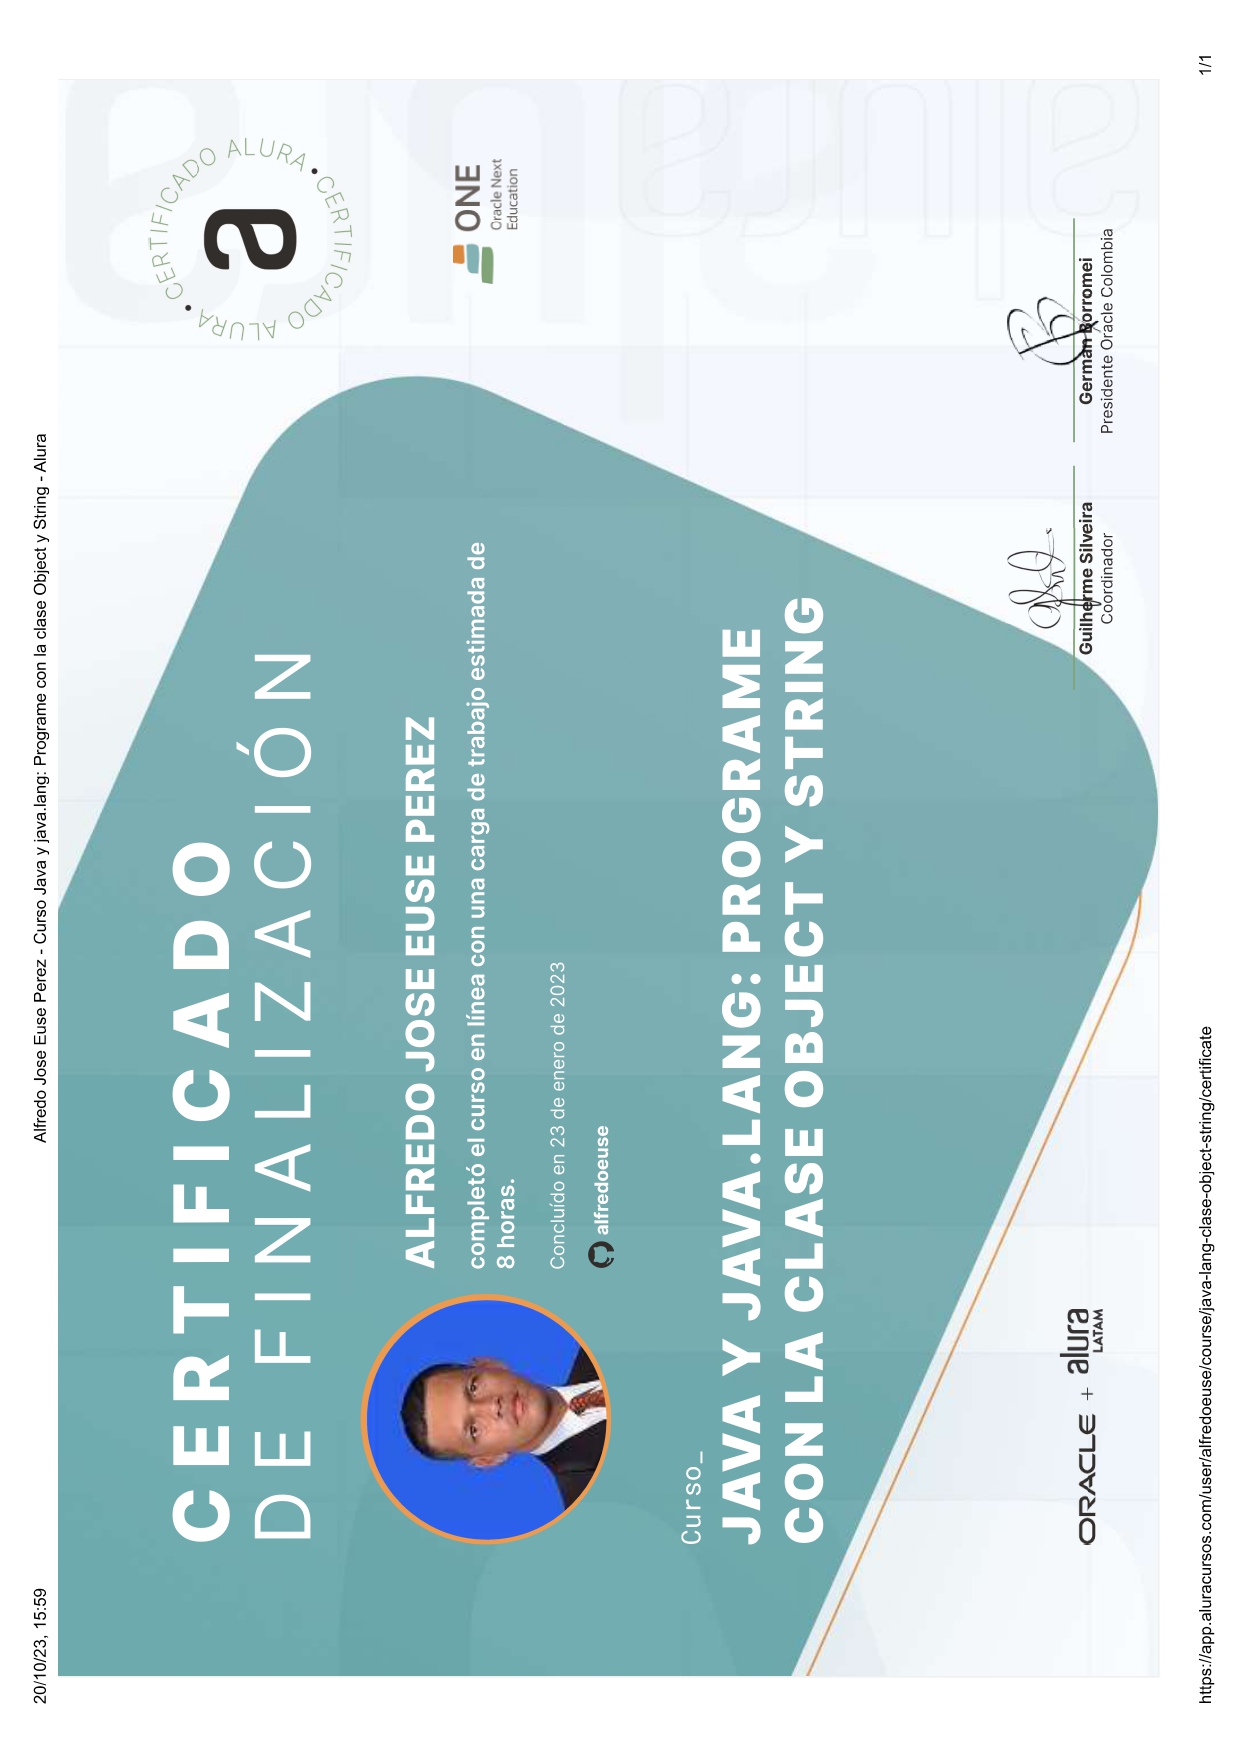 20/10/23, 15:59
Alfredo Jose Euse Perez - Curso Java y java.lang: Programe con la clase Object y String - Alura
CERTIFICADO
DE FINALIZACIÓN
• CERTIFICADO ALURA • CERTIFICADO ALURA
a
ALFREDO JOSE EUSE PEREZ
completó el curso en línea con una carga de trabajo estimada de
8 horas.
Concluído en 23 de enero de 2023
alfredoeuse
ONE
Oracle Next
Education
Curso_
JAVA Y JAVA.LANG: PROGRAME
CON LA CLASE OBJECT Y STRING
ORACLE + alura
LATAM
Guilherme Silveira
Coordinador
German Borromei
Presidente Oracle Colombia
alura
https://app.aluracursos.com/user/alfredoeuse/course/java-lang-clase-object-string/certificate
1/1